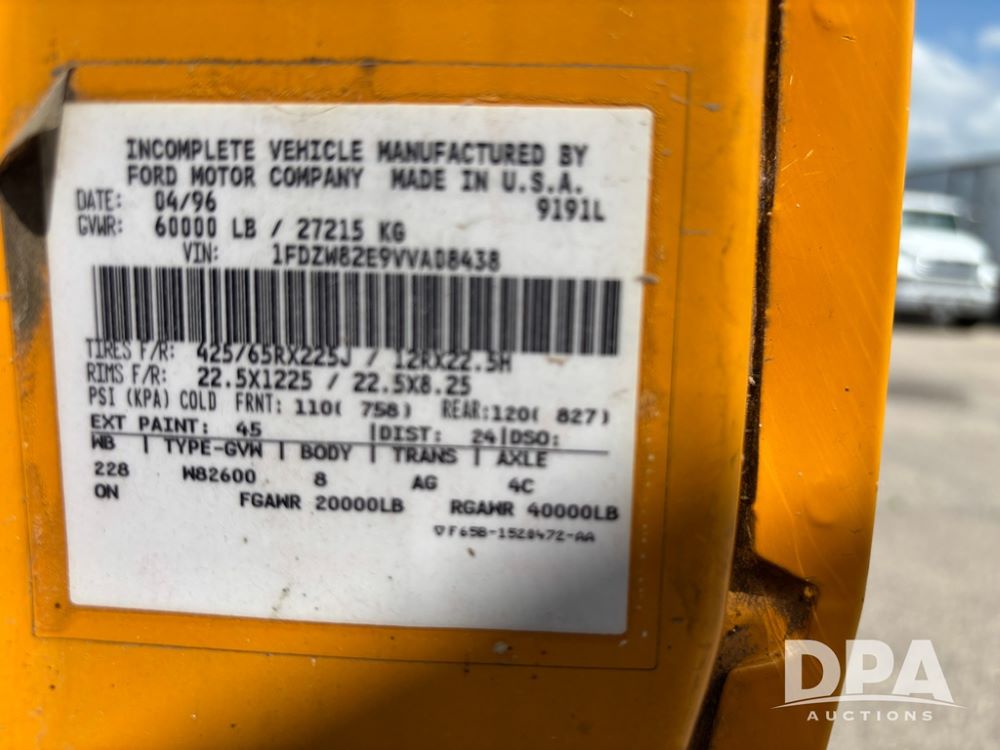 INCOMPLETE VEHICLE MANUFACTURED BY
FORD MOTOR COMPANY MADE IN U.S.A.
DATE: 04/96 9191L
GVWR: 60000 LB / 27215 KG
VIN: 1FDZW82E9VVA08438
TIRES F/R: 425/65RX225J / 12RX22.5H
RIMS F/R: 22.5X1225 / 22.5X8.25
PSI (KPA) COLD FRNT: 110( 758) REAR:120( 827)
EXT PAINT: 45 |DIST: 24|DSO:
WB | TYPE-GVW | BODY | TRANS | AXLE
228 W82600 8 AG 4C
ON FGAWR 20000LB RGAWR 40000LB
▽F65B-1520472-AA
DPA
AUCTIONS